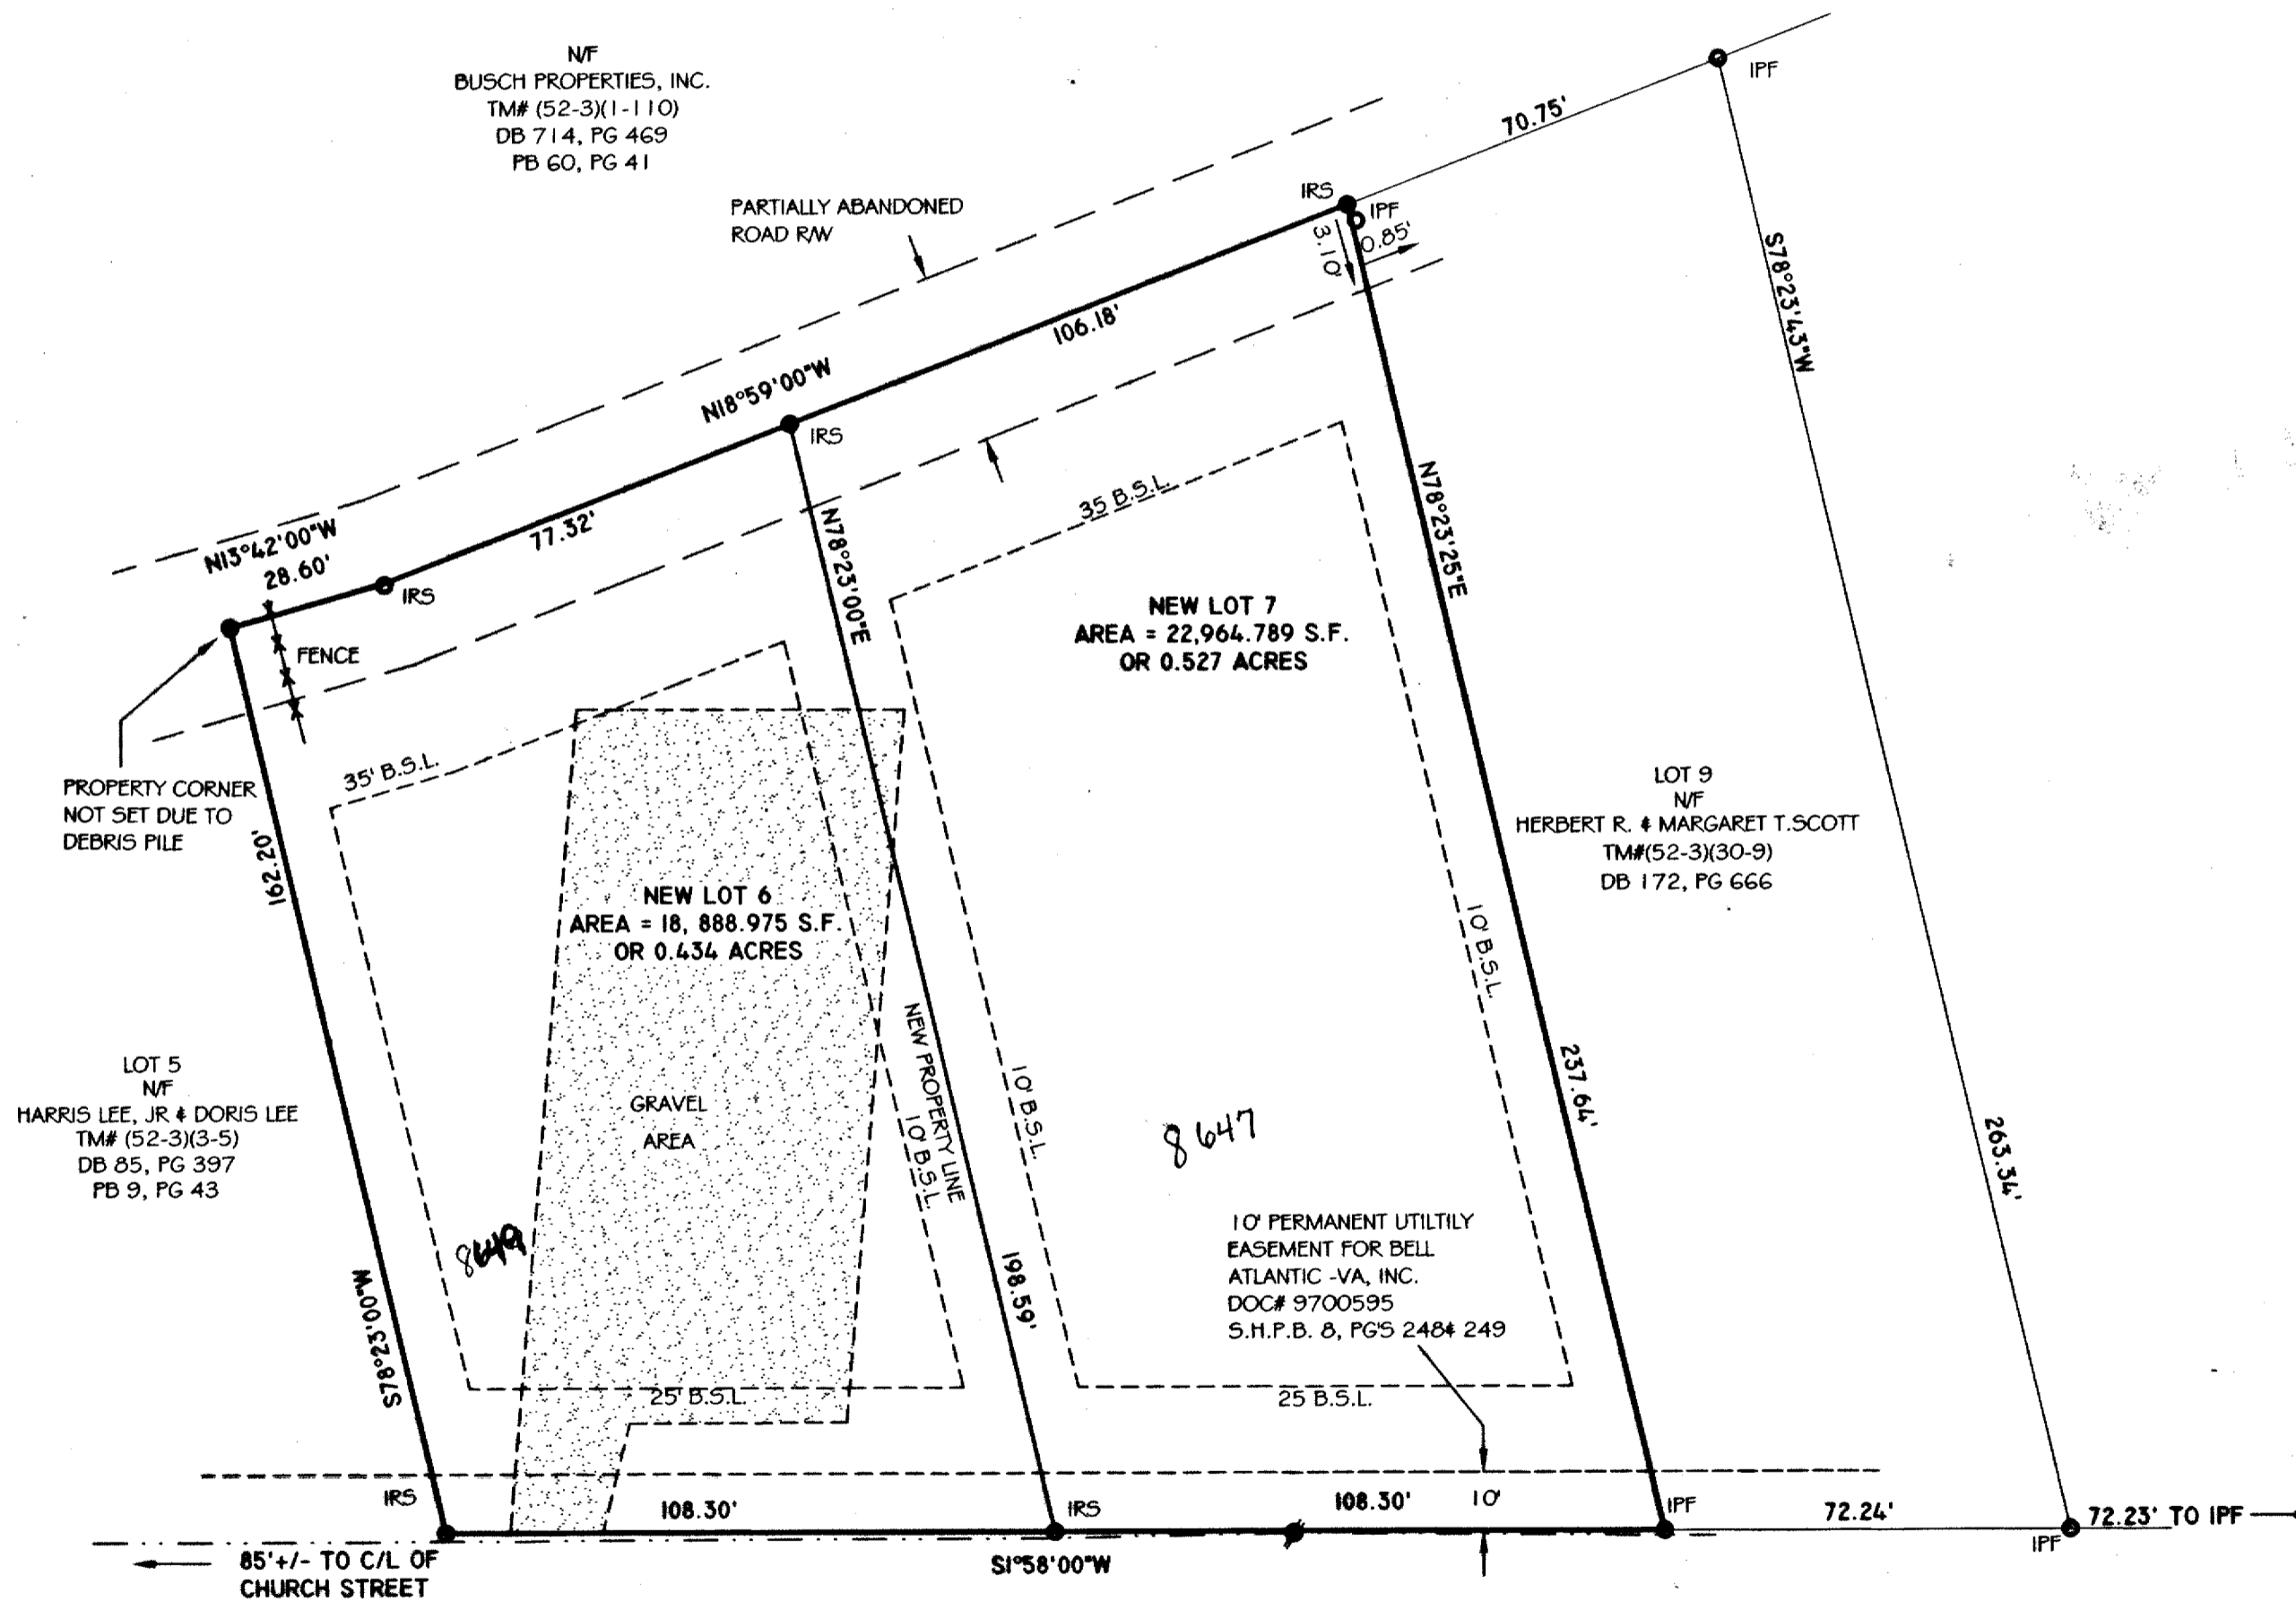 N/F
BUSCH PROPERTIES, INC.
TM# (52-3)(1-110)
DB 714, PG 469
PB 60, PG 41
IPF
70.75'
PARTIALLY ABANDONED
ROAD R/W
IRS
IPF
0.85'
3.10'
S78°23'43"W
106.18'
N18°59'00"W
IRS
N78°23'25"E
35 B.S.L.
N13°42'00"W
28.60'
77.32'
IRS
N78°23'00"E
FENCE
NEW LOT 7
AREA = 22,964.789 S.F.
OR 0.527 ACRES
35' B.S.L.
PROPERTY CORNER
NOT SET DUE TO
DEBRIS PILE
162.20'
LOT 9
N/F
HERBERT R. & MARGARET T.SCOTT
TM#(52-3)(30-9)
DB 172, PG 666
NEW LOT 6
AREA = 18, 888.975 S.F.
OR 0.434 ACRES
10' B.S.L.
NEW PROPERTY LINE
10' B.S.L.
10' B.S.L.
237.64'
263.34'
LOT 5
N/F
HARRIS LEE, JR & DORIS LEE
TM# (52-3)(3-5)
DB 85, PG 397
PB 9, PG 43
GRAVEL
AREA
8647
8649
10' PERMANENT UTILTILY
EASEMENT FOR BELL
ATLANTIC -VA, INC.
DOC# 9700595
S.H.P.B. 8, PG'S 248& 249
198.59'
S78°23'00"W
25' B.S.L.
25 B.S.L.
IRS
108.30'
IRS
108.30'
10'
IPF
72.24'
72.23' TO IPF
IPF
85'+/- TO C/L OF
CHURCH STREET
S1°58'00"W